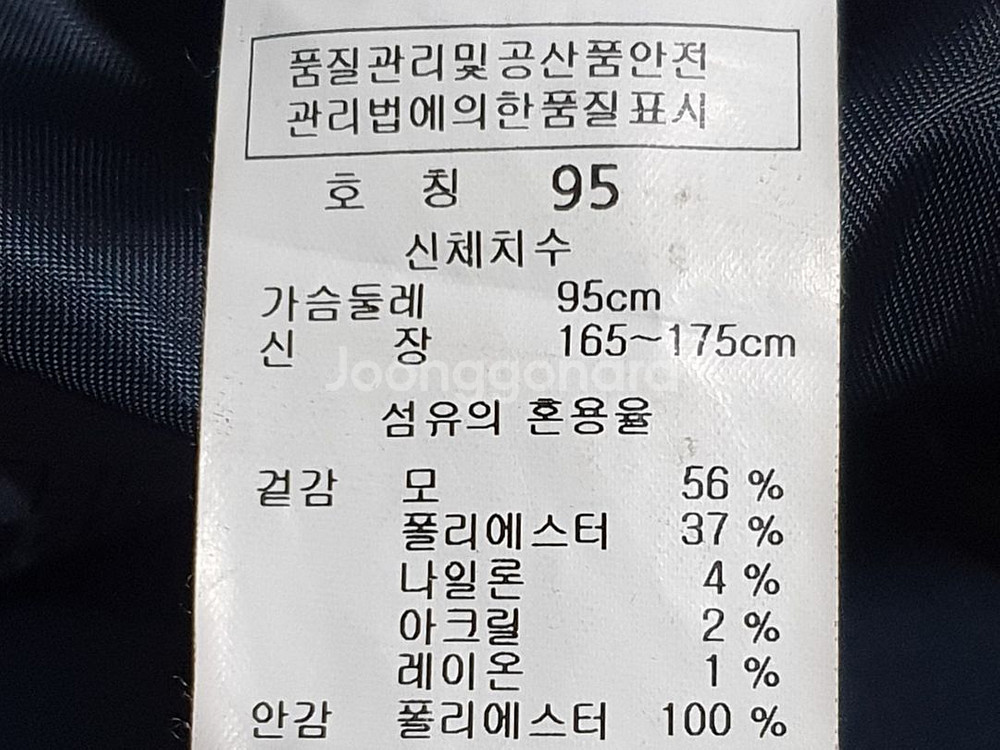 품질관리및공산품안전
관리법에의한품질표시
호 칭 95
신체치수
가슴둘레 95cm
신 장 165~175cm
Joonggonara
섬유의 혼용율
겉감 모 56 %
폴리에스터 37 %
나일론 4 %
아크릴 2 %
레이온 1 %
안감 폴리에스터 100 %